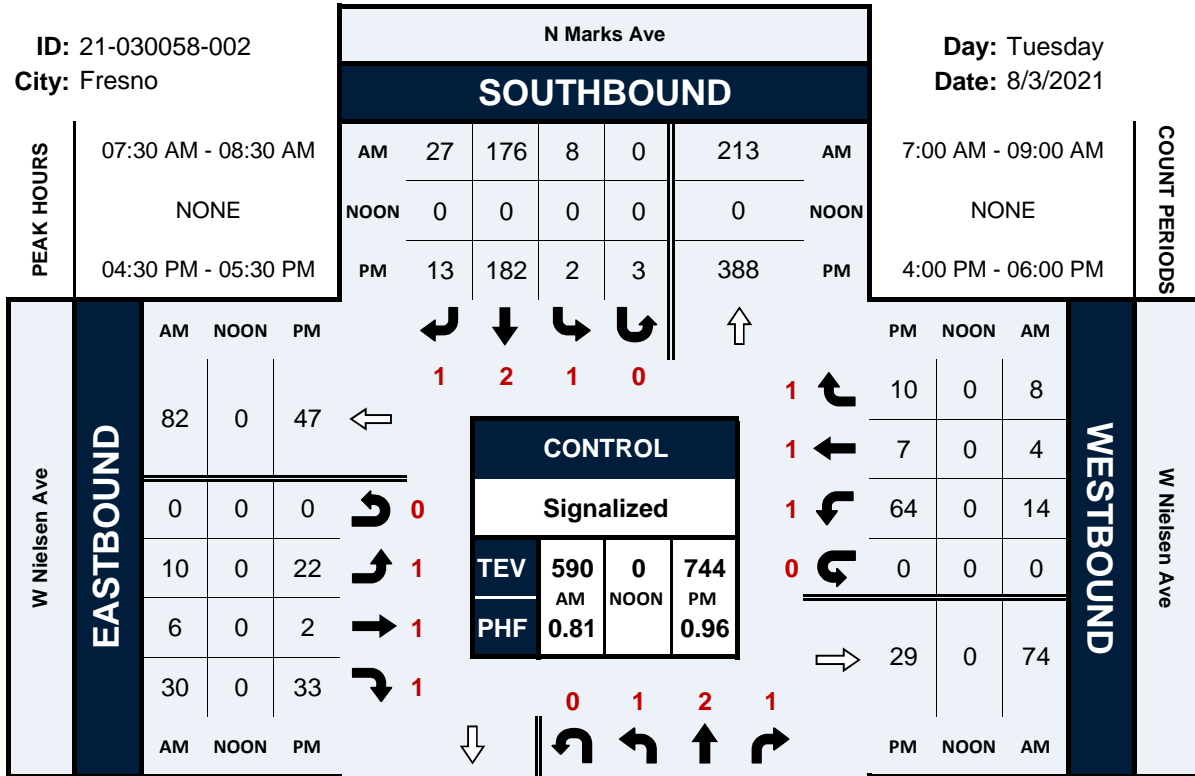 N Marks Ave
ID: 21-030058-002
City: Fresno
Day: Tuesday
Date: 8/3/2021
SOUTHBOUND
PEAK HOURS
07:30 AM - 08:30 AM
NONE
04:30 PM - 05:30 PM
AM 27 176 8 0 213 AM
NOON 0 0 0 0 0 NOON
PM 13 182 2 3 388 PM
7:00 AM - 09:00 AM
NONE
4:00 PM - 06:00 PM
COUNT PERIODS
1 2 1 0
W Nielsen Ave
EASTBOUND
AM NOON PM
82 0 47
0 0 0 0
10 0 22 1
6 0 2 1
30 0 33 1
AM NOON PM
CONTROL
Signalized
TEV 590 0 744
AM NOON PM
PHF 0.81 0.96
PM NOON AM
1 10 0 8
1 7 0 4
1 64 0 14
0 0 0 0
29 0 74
PM NOON AM
WESTBOUND
W Nielsen Ave
0 1 2 1